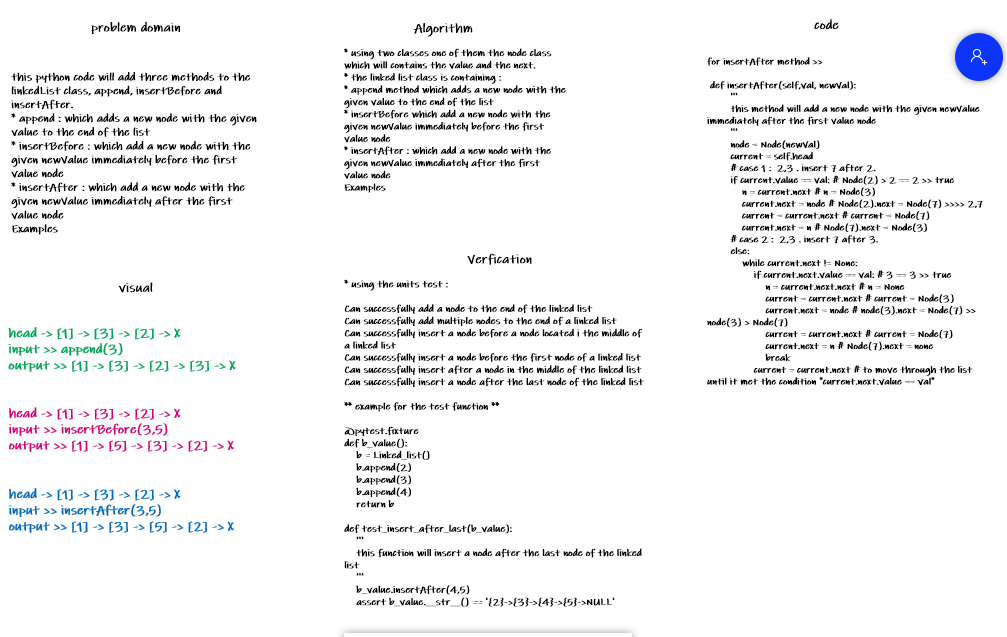 problem domain
this python code will add three methods to the
linkedList class, append, insertBefore and
insertAfter.
* append : which adds a new node with the given
value to the end of the list
* insertBefore : which add a new node with the
given newValue immediately before the first
value node
* insertAfter : which add a new node with the
given newValue immediately after the first
value node
Examples
visual
head -> [1] -> [3] -> [2] -> X
input >> append(3)
output >> [1] -> [3] -> [2] -> [3] -> X
head -> [1] -> [3] -> [2] -> X
input >> insertBefore(3,5)
output >> [1] -> [5] -> [3] -> [2] -> X
head -> [1] -> [3] -> [2] -> X
input >> insertAfter(3,5)
output >> [1] -> [3] -> [5] -> [2] -> X
Algorithm
* using two classes one of them the node class
which will contains the value and the next.
* the linked list class is containing :
* append method which adds a new node with the
given value to the end of the list
* insertBefore which add a new node with the
given newValue immediately before the first
value node
* insertAfter : which add a new node with the
given newValue immediately after the first
value node
Examples
Verfication
* using the units test :
Can successfully add a node to the end of the linked list
Can successfully add multiple nodes to the end of a linked list
Can successfully insert a node before a node located i the middle of
a linked list
Can successfully insert a node before the first node of a linked list
Can successfully insert after a node in the middle of the linked list
Can successfully insert a node after the last node of the linked list
** example for the test function **
@pytest.fixture
def b_value():
b = Linked_list()
b.append(2)
b.append(3)
b.append(4)
return b
def test_insert_after_last(b_value):
'''
this function will insert a node after the last node of the linked
list
'''
b_value.insertAfter(4,5)
assert b_value.__str__() == '{2}->{3}->{4}->{5}->NULL'
code
for insertAfter method >>
def insertAfter(self,val, newVal):
'''
this method will add a new node with the given newValue
immediately after the first value node
'''
node = Node(newVal)
current = self.head
# case 1 : 2,3 . insert 7 after 2.
if current.value == val: # Node(2) > 2 == 2 >> true
n = current.next # n = Node(3)
current.next = node # Node(2).next = Node(7) >>>> 2,7
current = current.next # current = Node(7)
current.next = n # Node(7).next = Node(3)
# case 2 : 2,3 . insert 7 after 3.
else:
while current.next != None:
if current.next.value == val: # 3 == 3 >> true
n = current.next.next # n = None
current = current.next # current = Node(3)
current.next = node # node(3).next = Node(7) >>
node(3) > Node(7)
current = current.next # current = Node(7)
current.next = n # Node(7).next = none
break
current = current.next # to move through the list
until it met the condition "current.next.value == val"